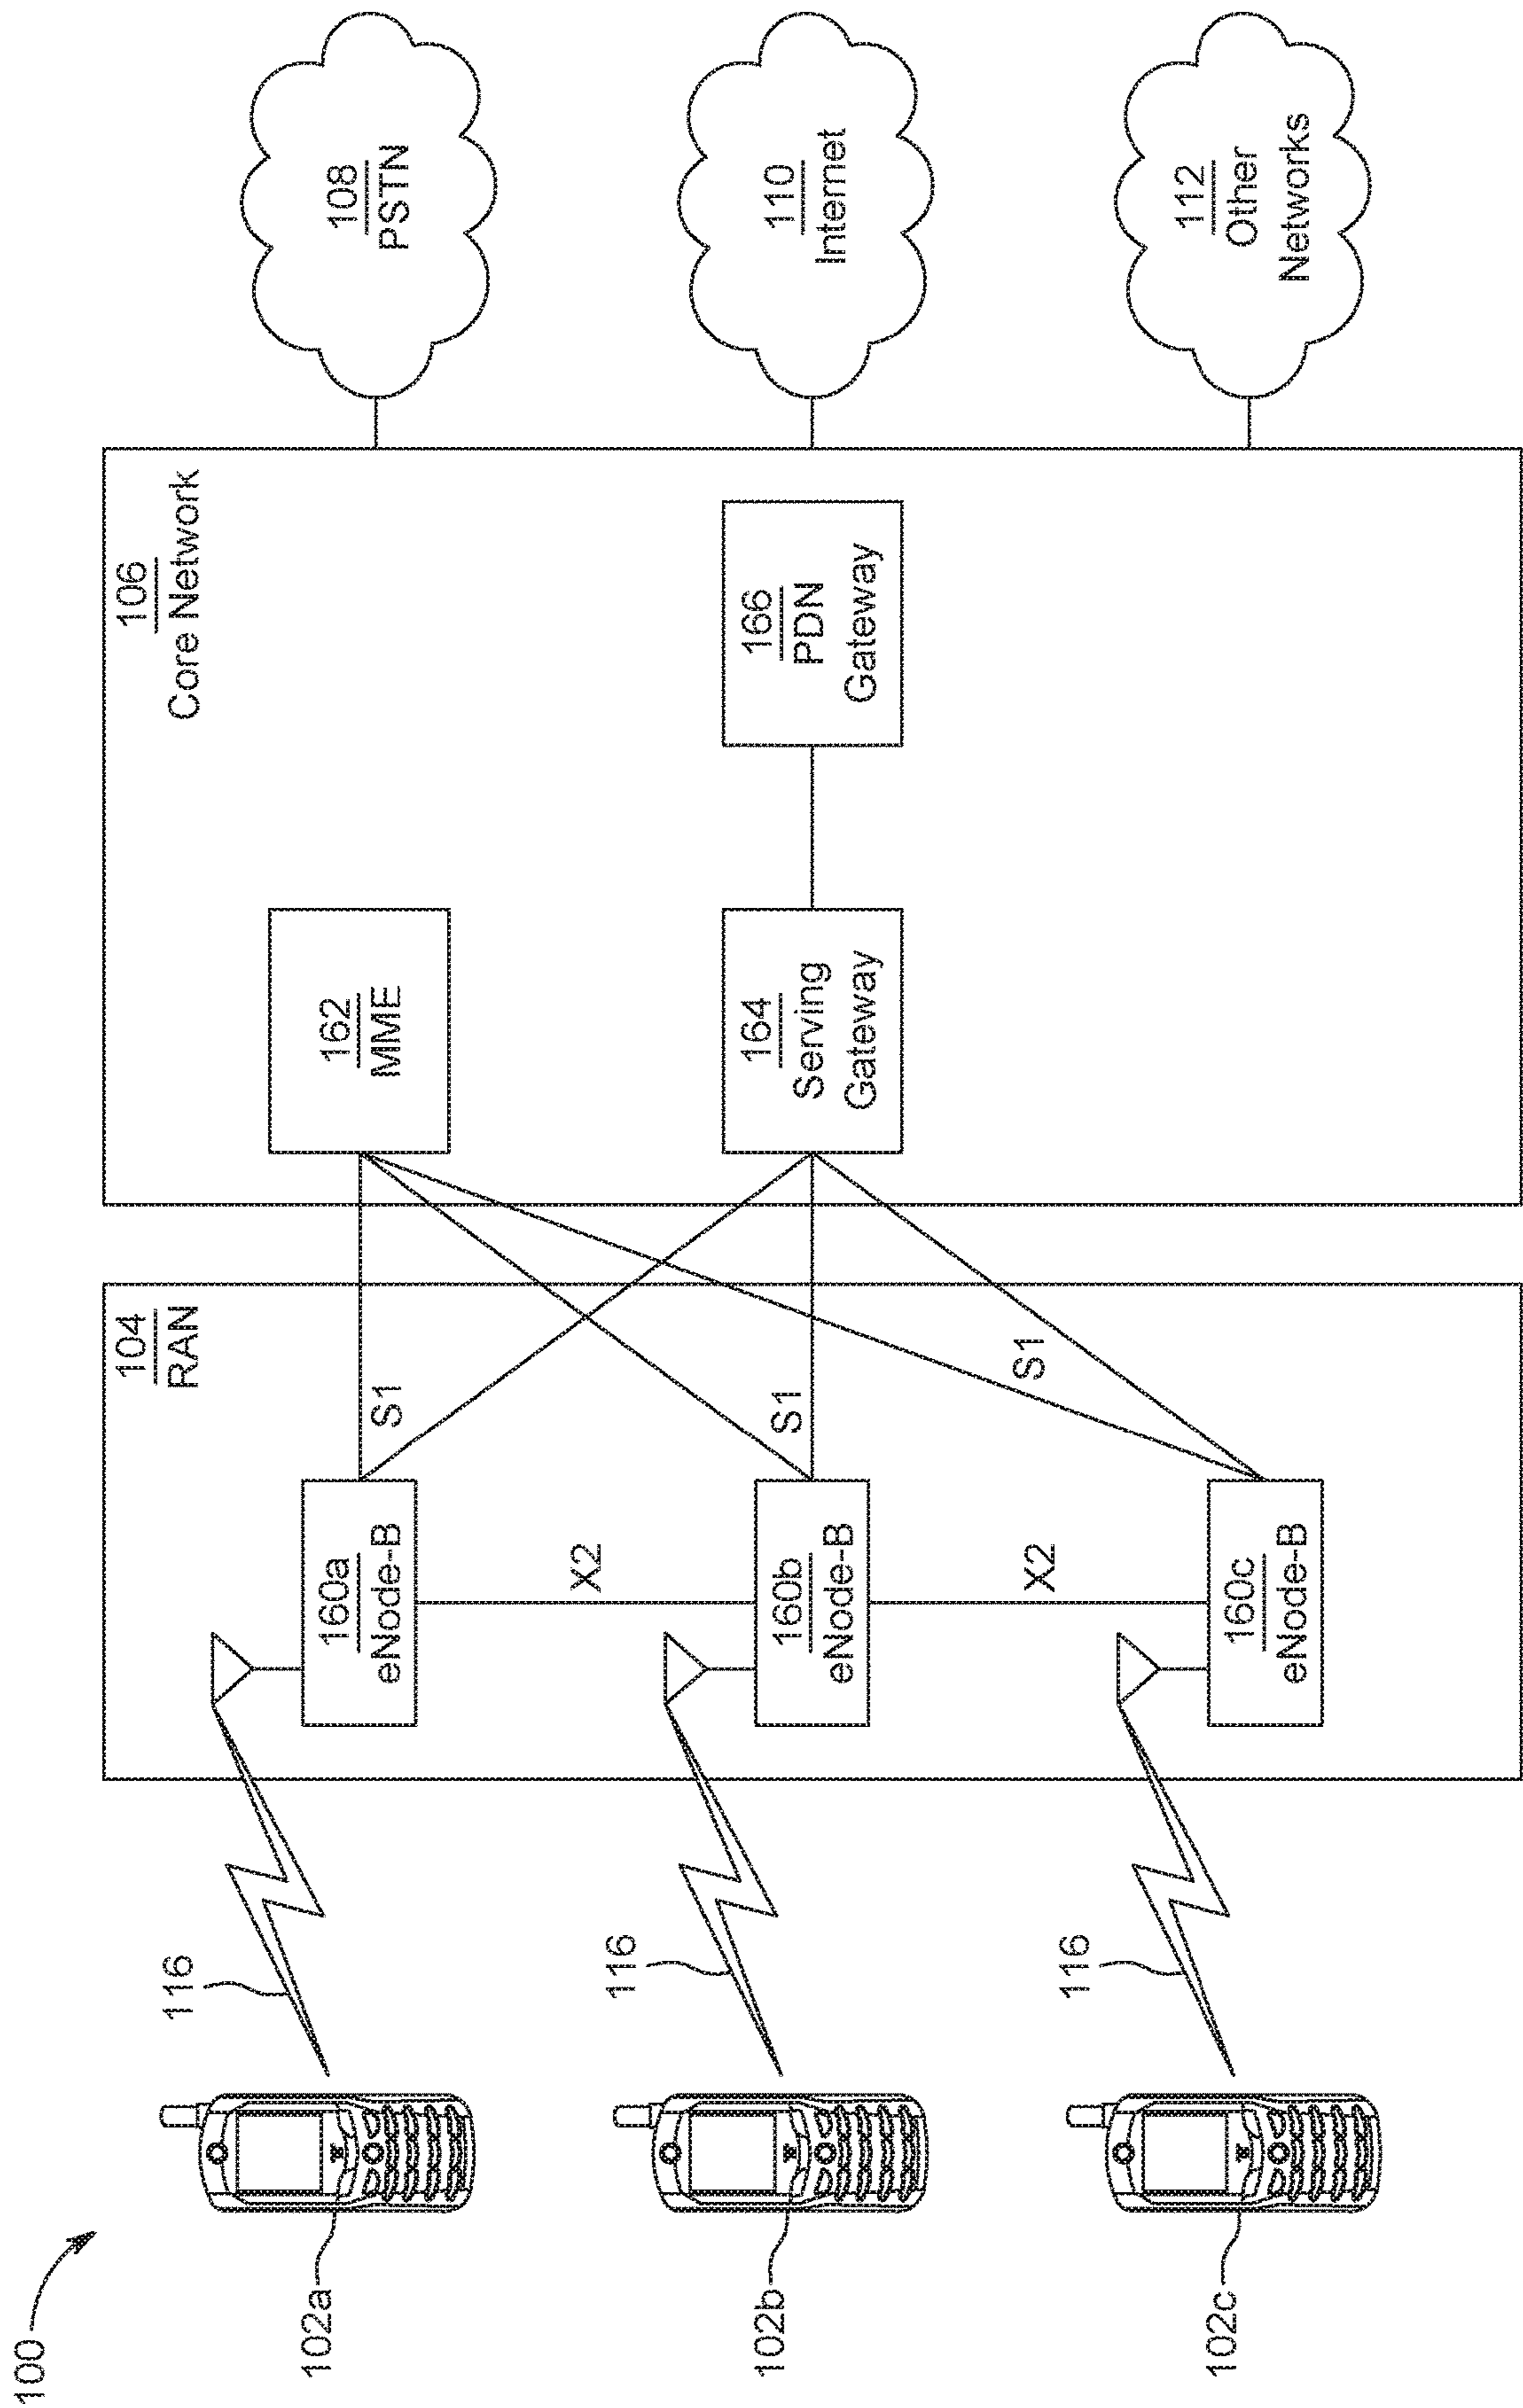 100
102a
116
102b
116
102c
116
104
RAN
160a
eNode-B
X2
160b
eNode-B
X2
160c
eNode-B
S1
S1
S1
106
Core Network
162
MME
164
Serving
Gateway
166
PDN
Gateway
108
PSTN
110
Internet
112
Other
Networks